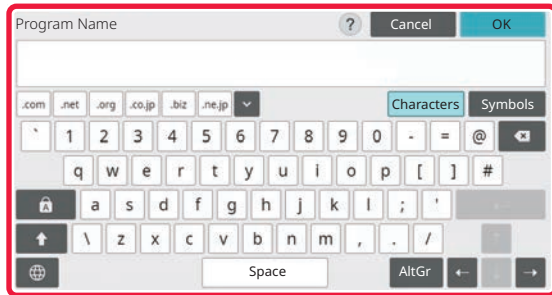 Program Name ? Cancel OK
.com .net .org .co.jp .biz .ne.jp Characters Symbols
` 1 2 3 4 5 6 7 8 9 0 - = @
q w e r t y u i o p [ ] #
A a s d f g h j k l ; '
\ z x c v b n m , . /
Space AltGr ← ↓ →